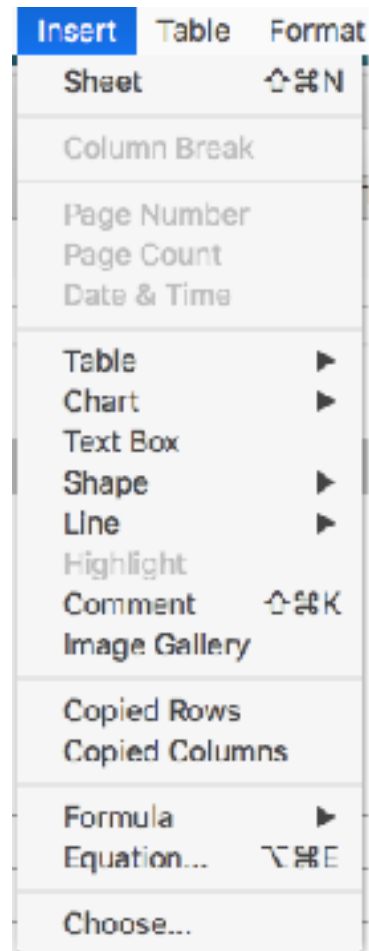 Insert Table Format
Sheet ⇧⌘N
Column Break
Page Number
Page Count
Date & Time
Table ▶
Chart ▶
Text Box
Shape ▶
Line ▶
Highlight
Comment ⇧⌘K
Image Gallery
Copied Rows
Copied Columns
Formula ▶
Equation... ⌥⌘E
Choose...